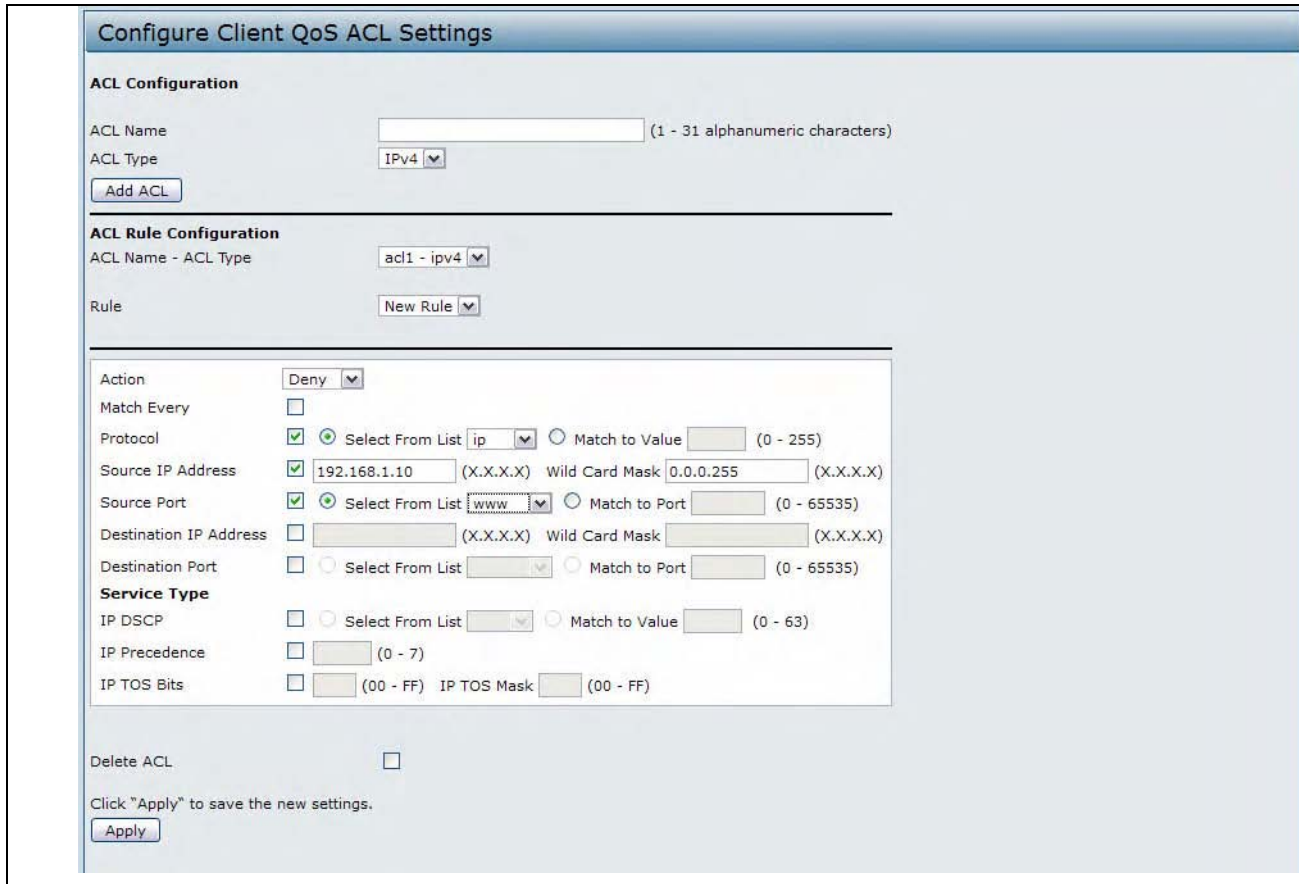 Configure Client QoS ACL Settings
ACL Configuration
ACL Name (1 - 31 alphanumeric characters)
ACL Type IPv4
Add ACL
ACL Rule Configuration
ACL Name - ACL Type acl1 - ipv4
Rule New Rule
Action Deny
Match Every
Protocol Select From List ip Match to Value (0 - 255)
Source IP Address 192.168.1.10 (X.X.X.X) Wild Card Mask 0.0.0.255 (X.X.X.X)
Source Port Select From List www Match to Port (0 - 65535)
Destination IP Address (X.X.X.X) Wild Card Mask (X.X.X.X)
Destination Port Select From List Match to Port (0 - 65535)
Service Type
IP DSCP Select From List Match to Value (0 - 63)
IP Precedence (0 - 7)
IP TOS Bits (00 - FF) IP TOS Mask (00 - FF)
Delete ACL
Click "Apply" to save the new settings.
Apply